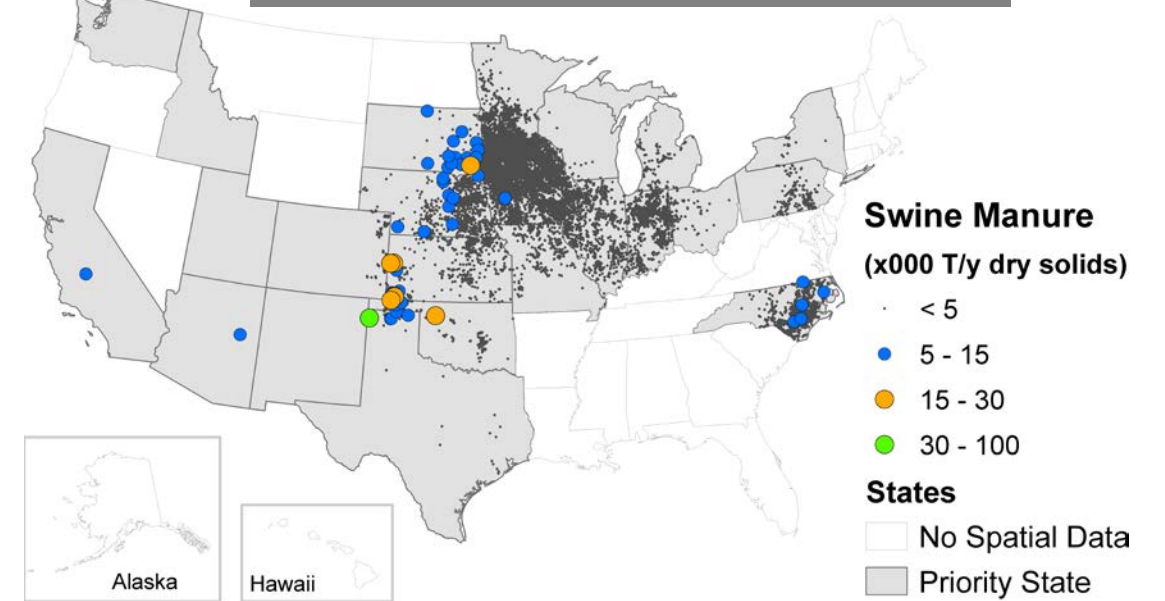 Swine Manure
(x000 T/y dry solids)
< 5
5 - 15
15 - 30
30 - 100
States
No Spatial Data
Priority State
Alaska
Hawaii